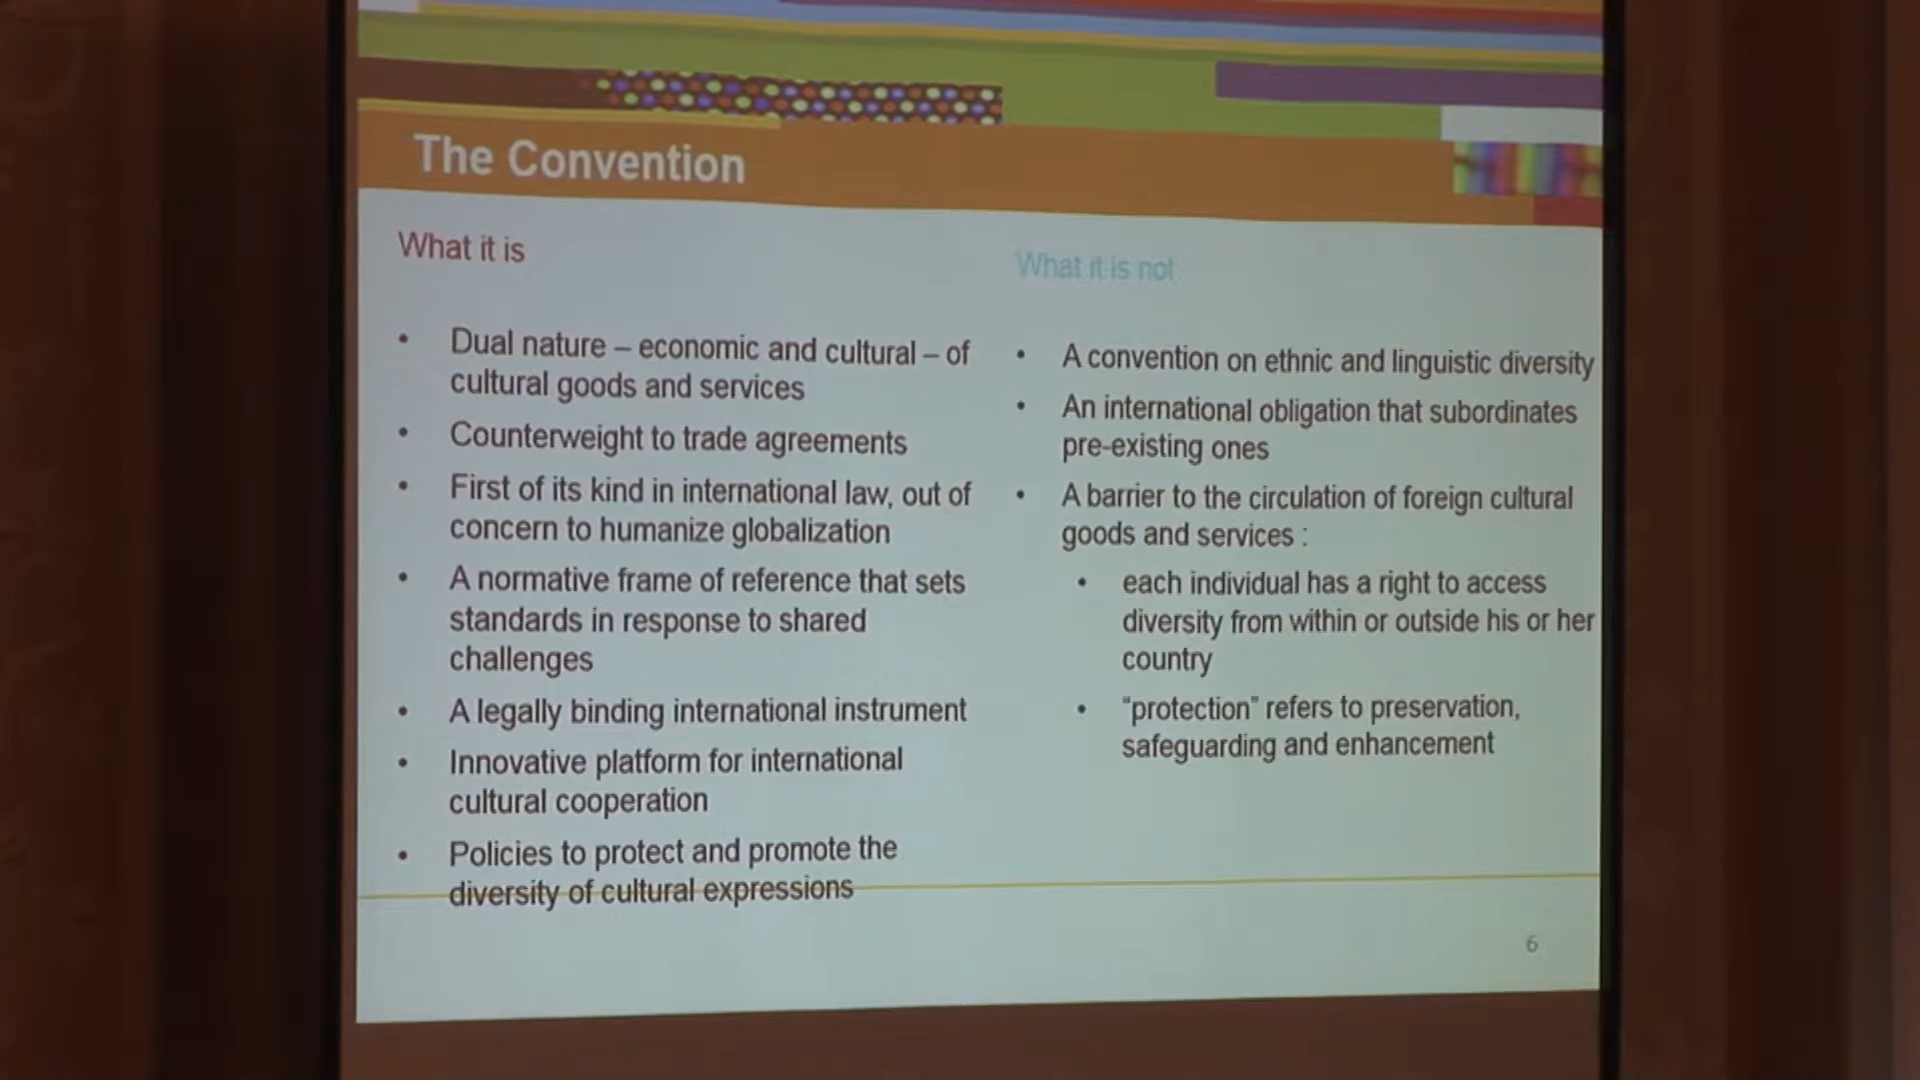 The Convention
What it is
• Dual nature – economic and cultural – of
cultural goods and services
• Counterweight to trade agreements
• First of its kind in international law, out of
concern to humanize globalization
• A normative frame of reference that sets
standards in response to shared
challenges
• A legally binding international instrument
• Innovative platform for international
cultural cooperation
• Policies to protect and promote the
diversity of cultural expressions
What it is not
• A convention on ethnic and linguistic diversity
• An international obligation that subordinates
pre-existing ones
• A barrier to the circulation of foreign cultural
goods and services :
• each individual has a right to access
diversity from within or outside his or her
country
• “protection” refers to preservation,
safeguarding and enhancement
6